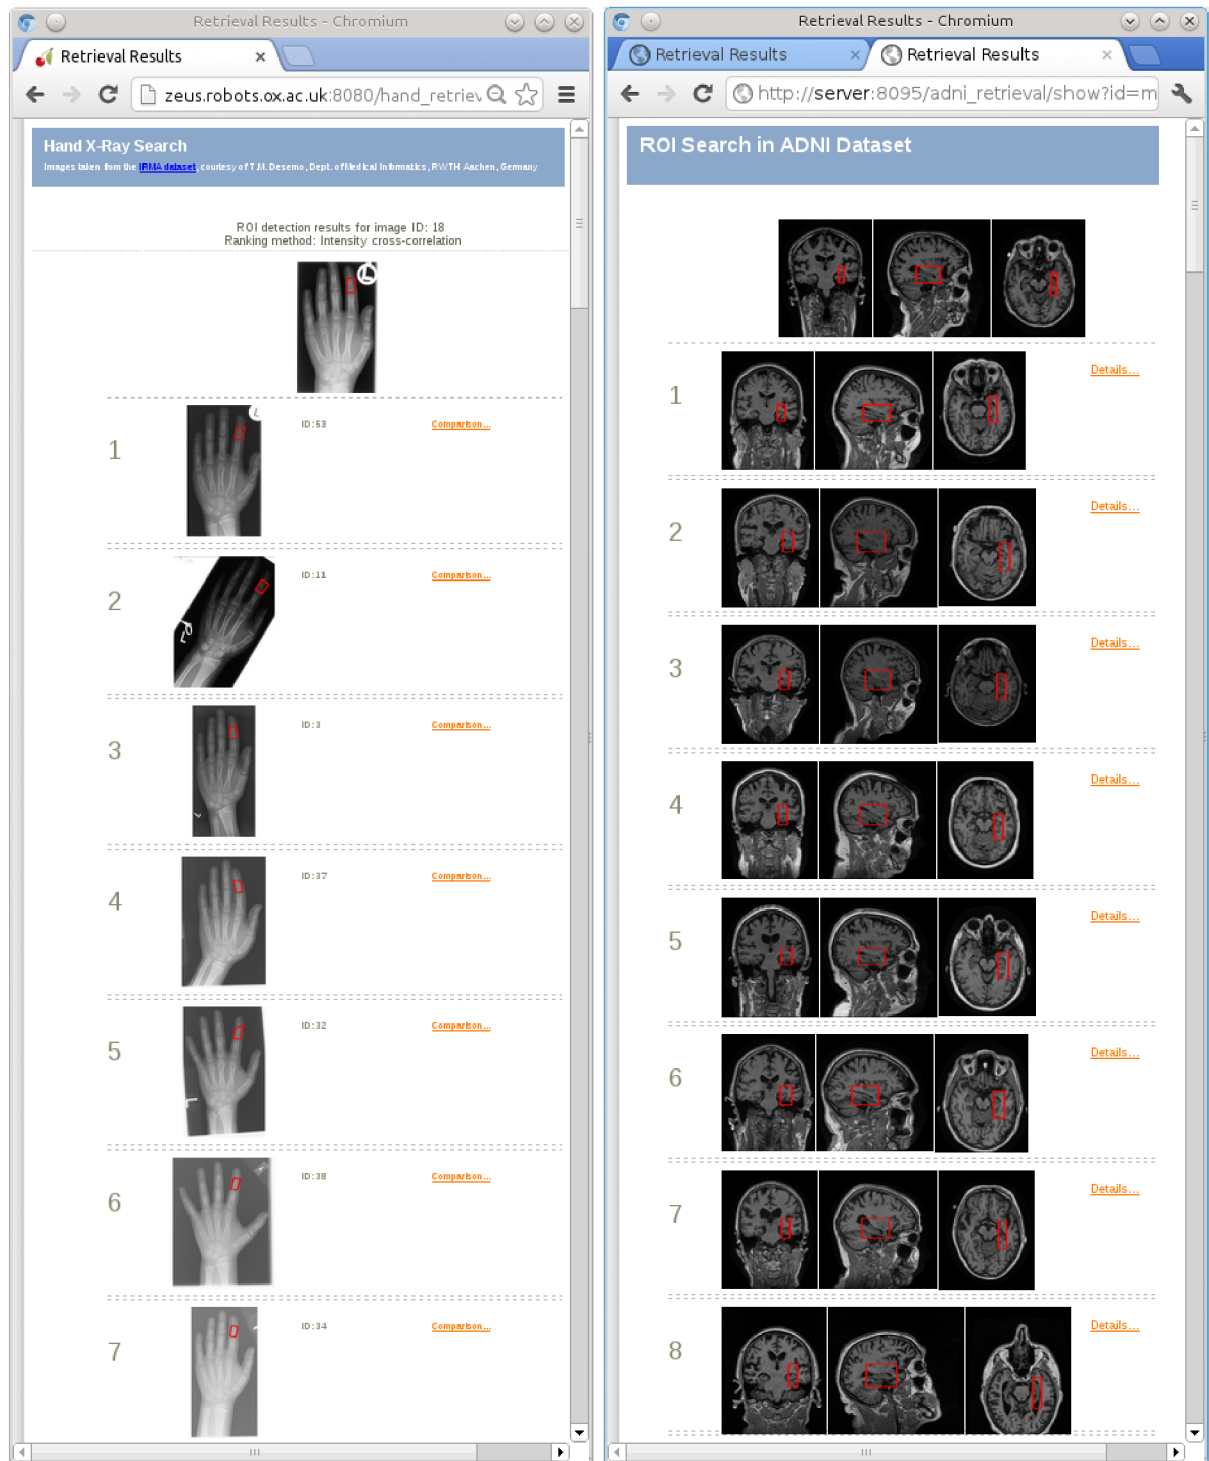 Retrieval Results - Chromium
Retrieval Results
zeus.robots.ox.ac.uk:8080/hand_retriev
Hand X-Ray Search
Images taken from the IRMA dataset, courtesy of T.M. Desemo, Dept. of Medical Informatics, RWTH Aachen, Germany
ROI detection results for image ID: 18
Ranking method: Intensity cross-correlation
L
1 ID:53 Comparison...
2 ID:11 Comparison...
3 ID:3 Comparison...
4 ID:37 Comparison...
5 ID:32 Comparison...
6 ID:38 Comparison...
7 ID:34 Comparison...
Retrieval Results - Chromium
Retrieval Results Retrieval Results
http://server:8095/adni_retrieval/show?id=m
ROI Search in ADNI Dataset
1 Details...
2 Details...
3 Details...
4 Details...
5 Details...
6 Details...
7 Details...
8 Details...